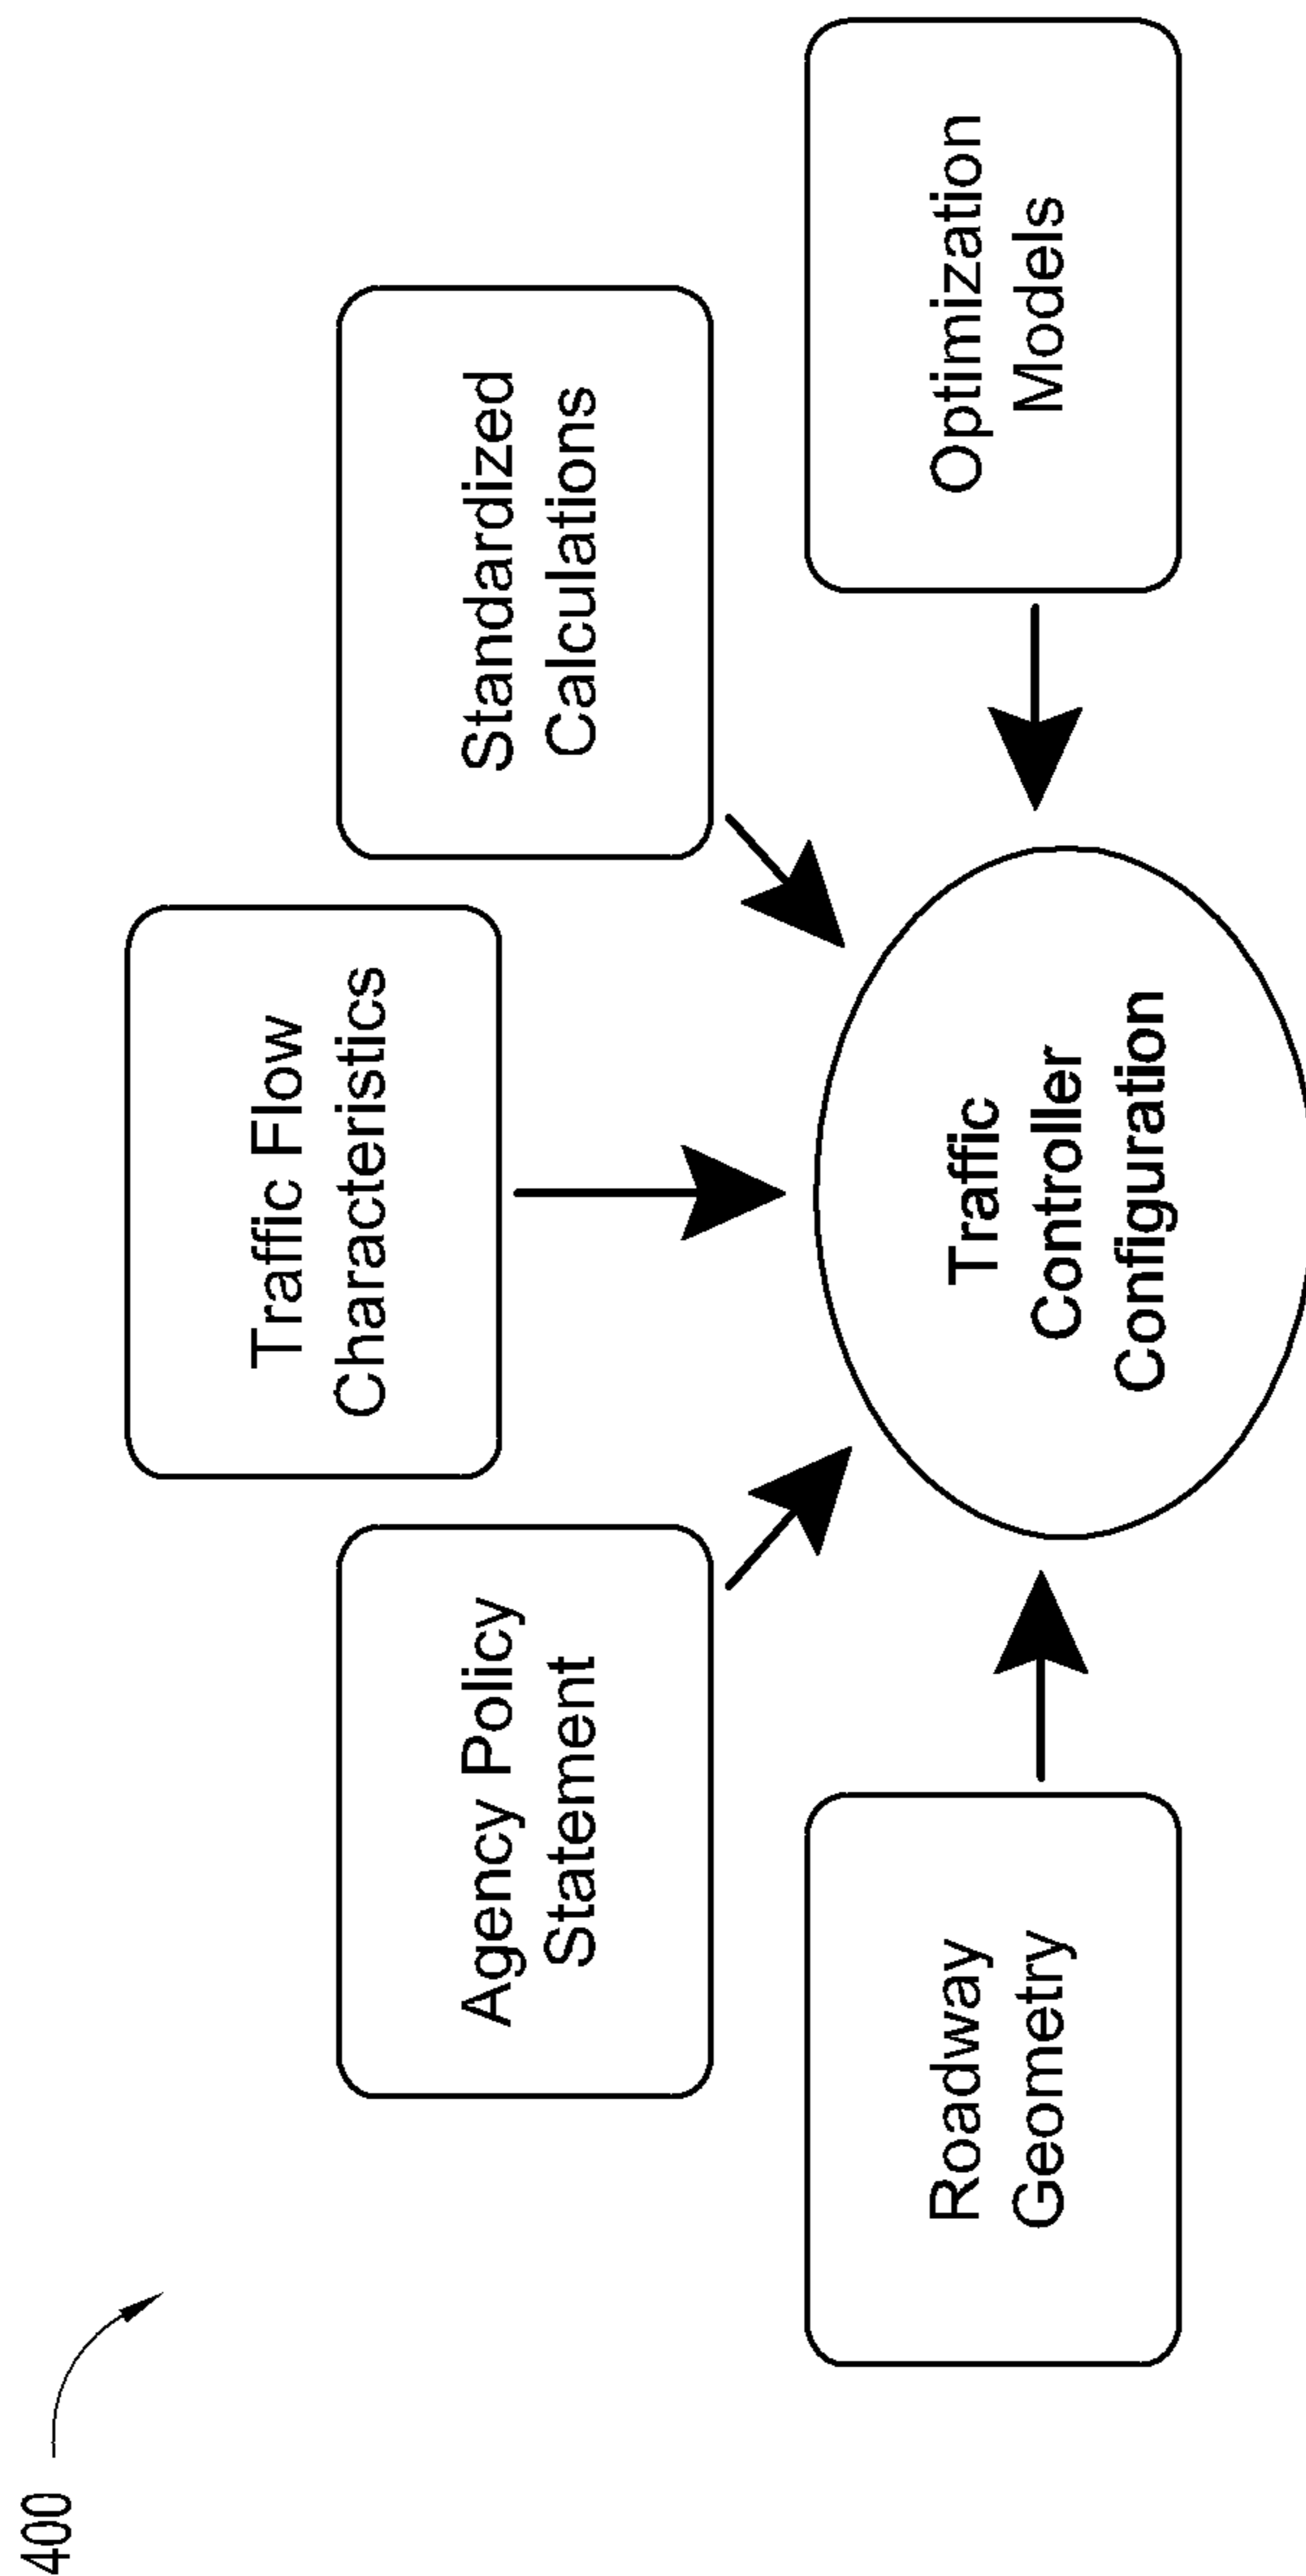 400
Traffic Flow
Characteristics
Agency Policy
Statement
Standardized
Calculations
Roadway
Geometry
Traffic
Controller
Configuration
Optimization
Models